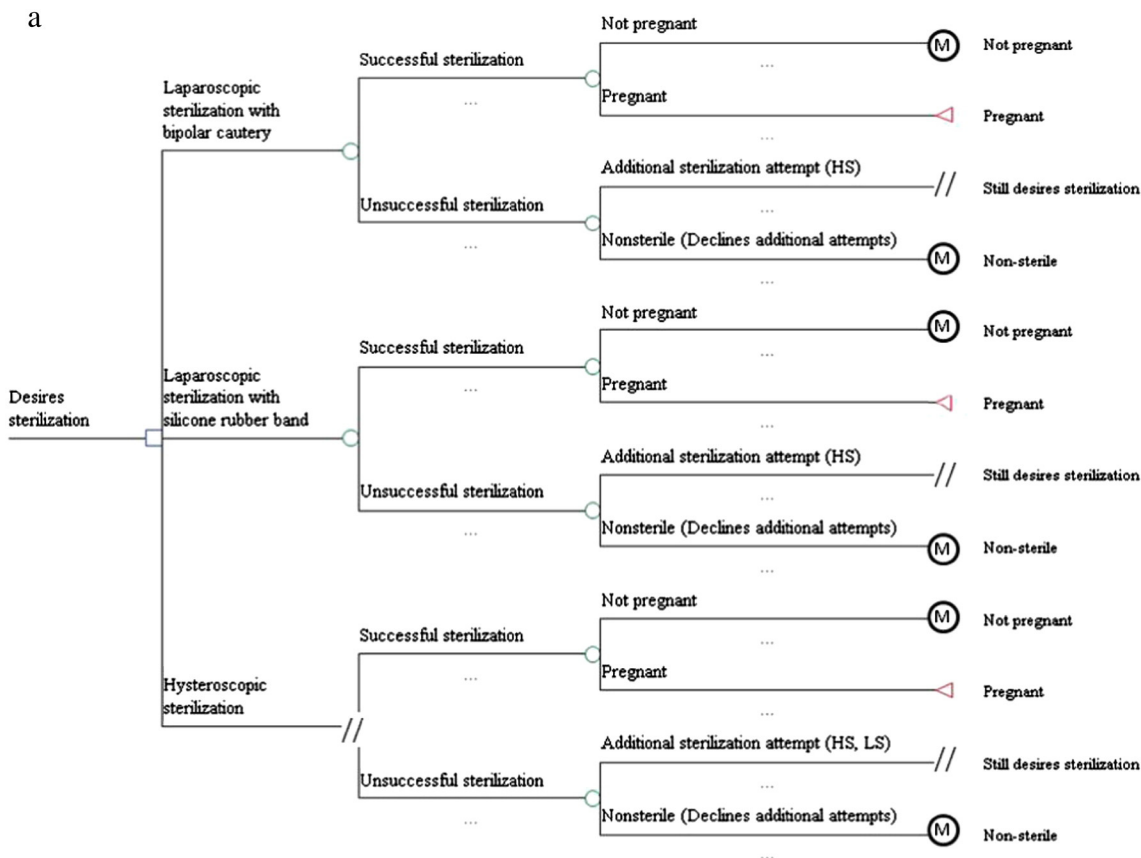 a
Not pregnant
M
Not pregnant
...
Successful sterilization
...
Pregnant
Pregnant
...
Laparoscopic
sterilization with
bipolar cautery
Additional sterilization attempt (HS)
//
Still desires sterilization
...
Unsuccessful sterilization
...
Nonsterile (Declines additional attempts)
M
Non-sterile
...
Not pregnant
M
Not pregnant
...
Successful sterilization
...
Pregnant
Pregnant
...
Desires
sterilization
Laparoscopic
sterilization with
silicone rubber band
Additional sterilization attempt (HS)
//
Still desires sterilization
...
Unsuccessful sterilization
...
Nonsterile (Declines additional attempts)
M
Non-sterile
...
Not pregnant
M
Not pregnant
...
Successful sterilization
...
Pregnant
Pregnant
...
Hysteroscopic
sterilization
//
Additional sterilization attempt (HS, LS)
//
Still desires sterilization
...
Unsuccessful sterilization
...
Nonsterile (Declines additional attempts)
M
Non-sterile
...